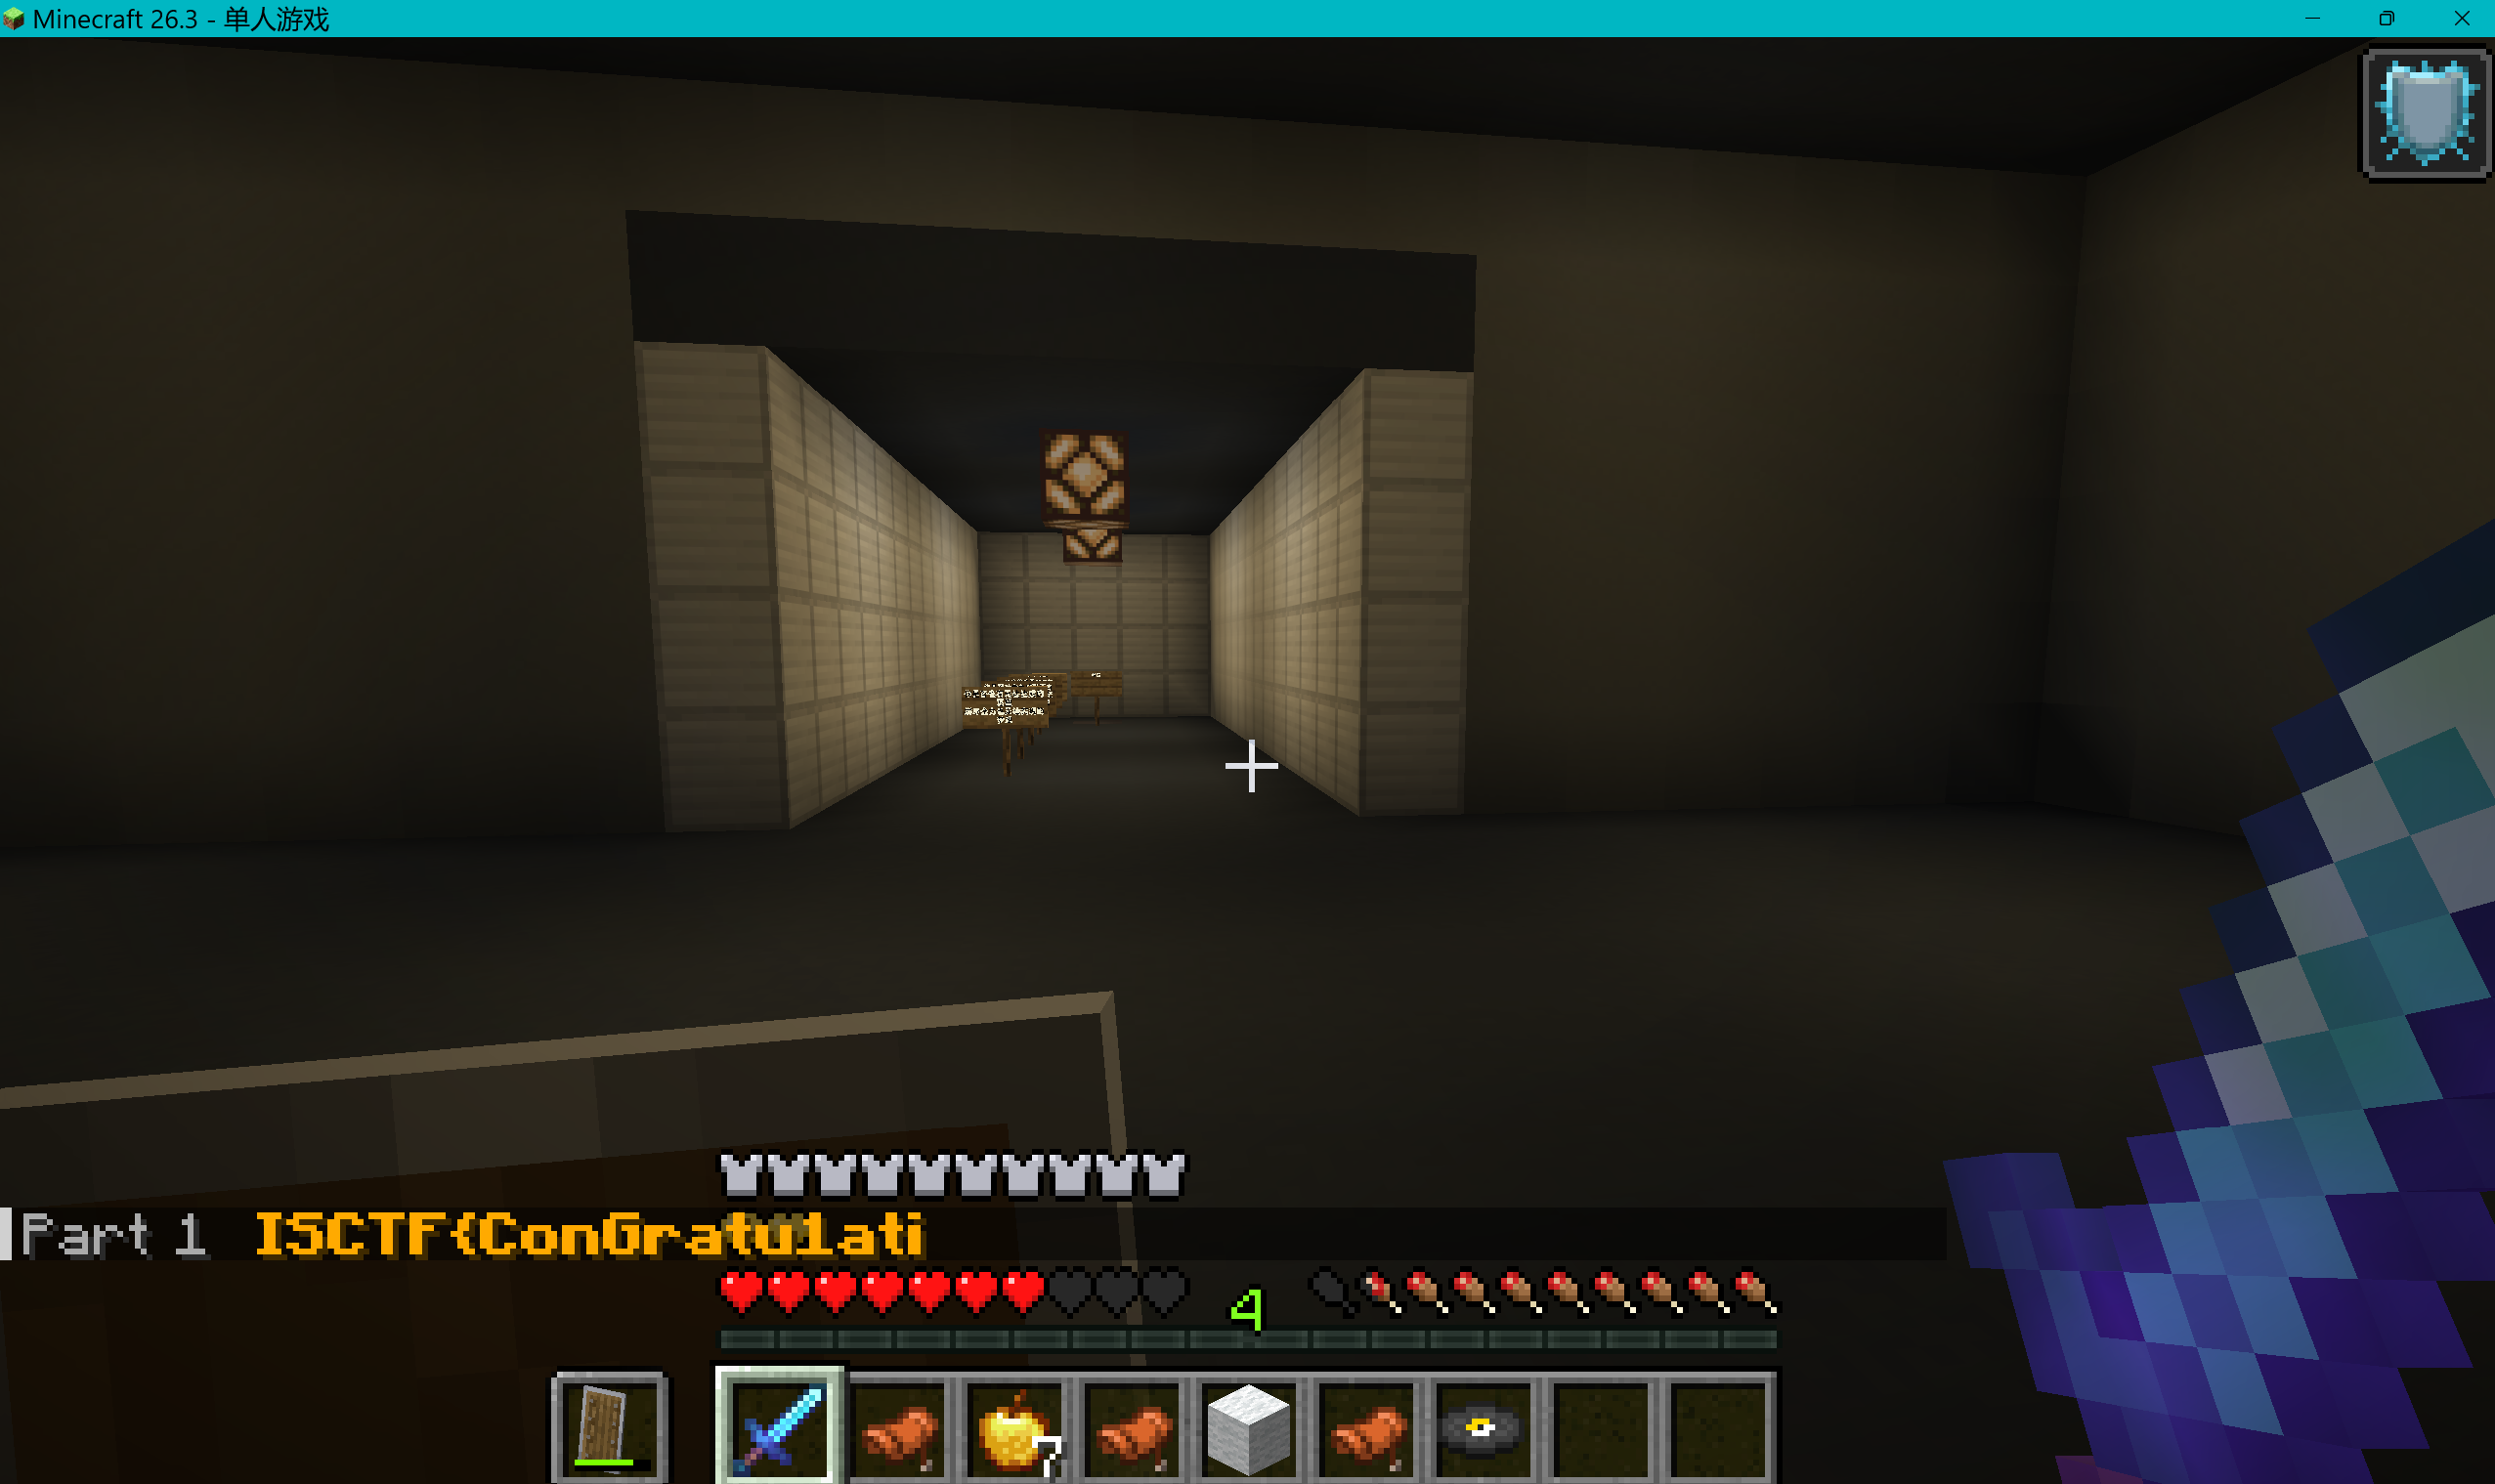 Minecraft 26.3 - 单人游戏
Part 1 ISCTF{ConGratulati
4
7